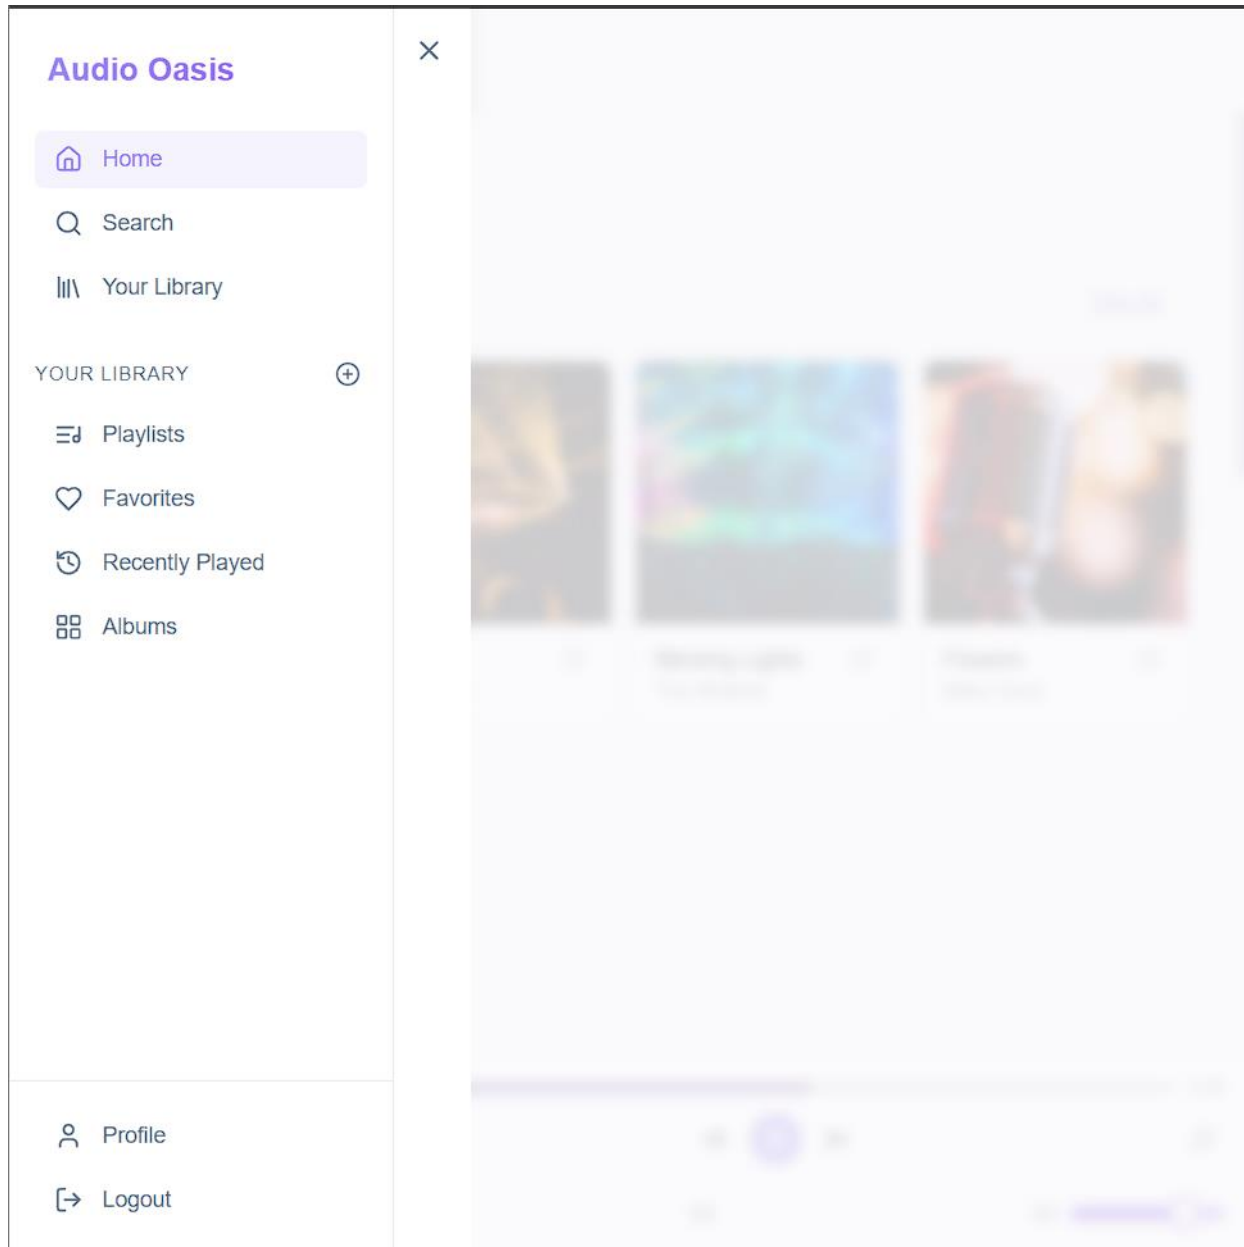 Audio Oasis
Home
Search
Your Library
YOUR LIBRARY
Playlists
Favorites
Recently Played
Albums
Profile
Logout